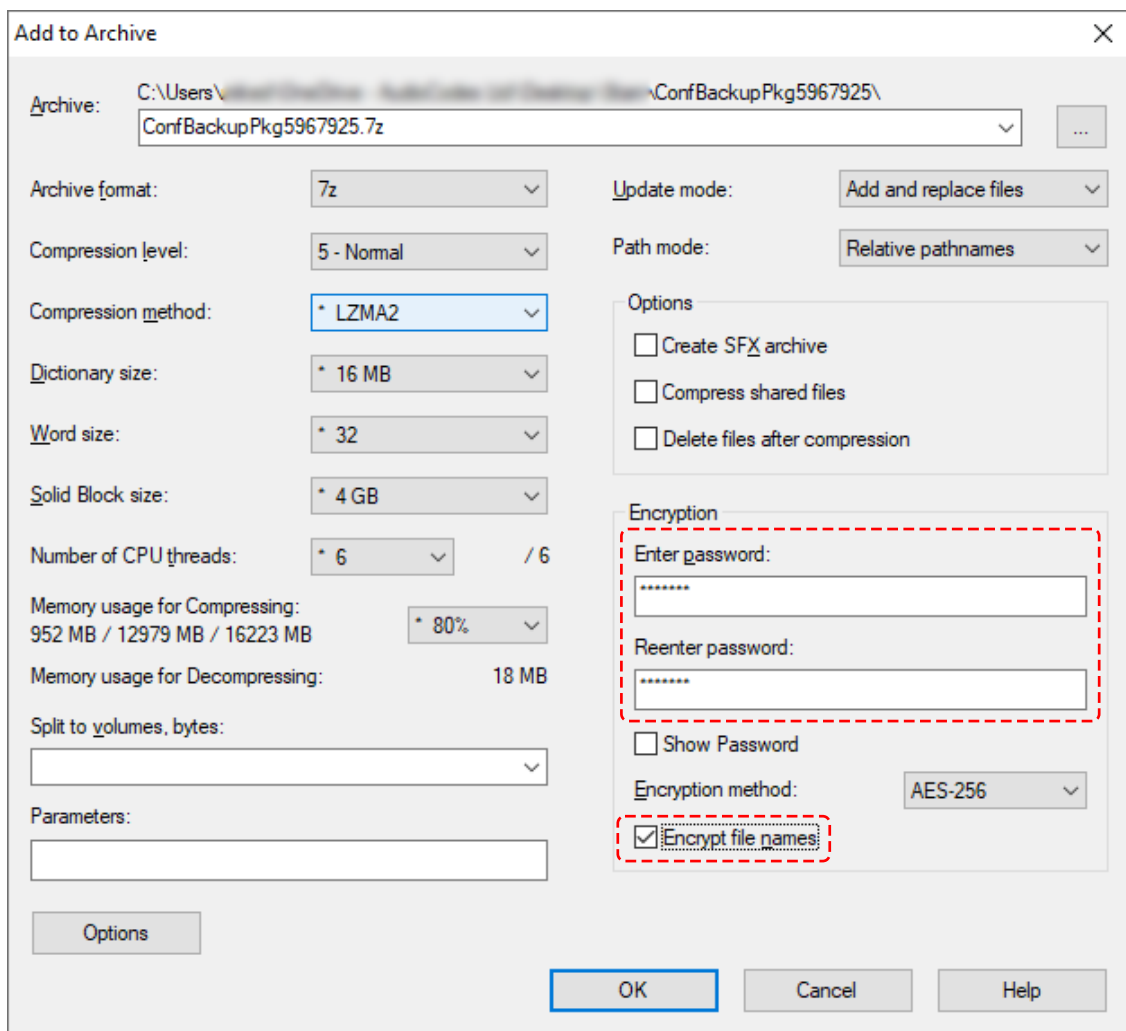 Add to Archive
Archive:
C:\Users\ \ConfBackupPkg5967925\
ConfBackupPkg5967925.7z
...
Archive format:
7z
Update mode:
Add and replace files
Compression level:
5 - Normal
Path mode:
Relative pathnames
Compression method:
* LZMA2
Options
Create SFX archive
Dictionary size:
* 16 MB
Compress shared files
Word size:
* 32
Delete files after compression
Solid Block size:
* 4 GB
Encryption
Number of CPU threads:
* 6
/ 6
Enter password:
*******
Memory usage for Compressing:
952 MB / 12979 MB / 16223 MB
* 80%
Reenter password:
*******
Memory usage for Decompressing:
18 MB
Split to volumes, bytes:
Show Password
Encryption method:
AES-256
Parameters:
Encrypt file names
Options
OK
Cancel
Help